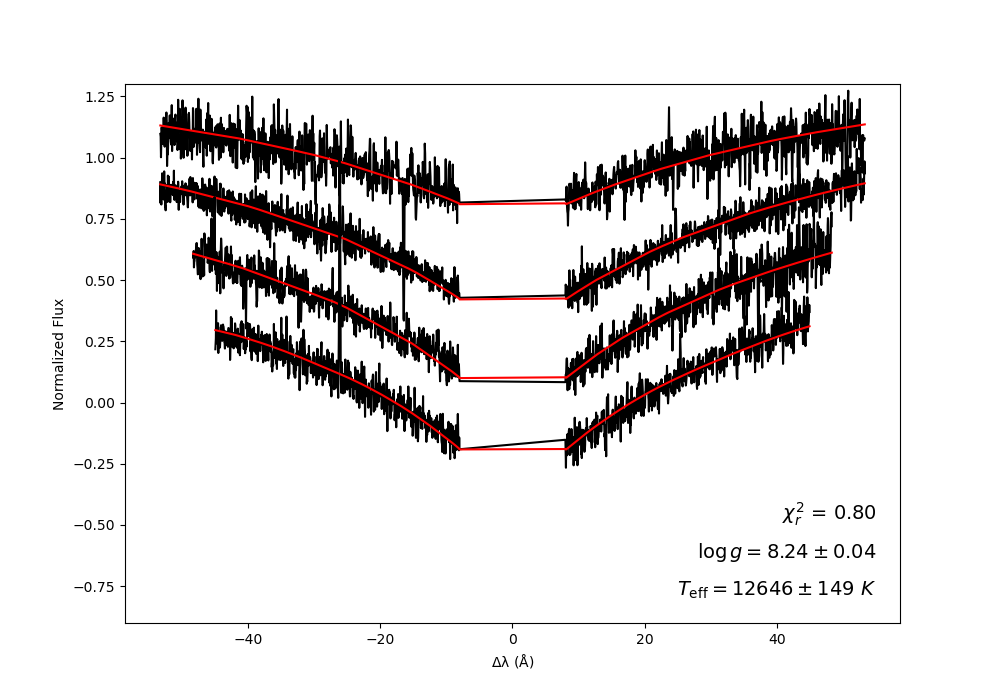 1.25
1.00
0.75
0.50
0.25
0.00
−0.25
−0.50
−0.75
Normalized Flux
χ²ᵣ = 0.80
log g = 8.24 ± 0.04
T_eff = 12646 ± 149 K
−40 −20 0 20 40
Δλ (Å)